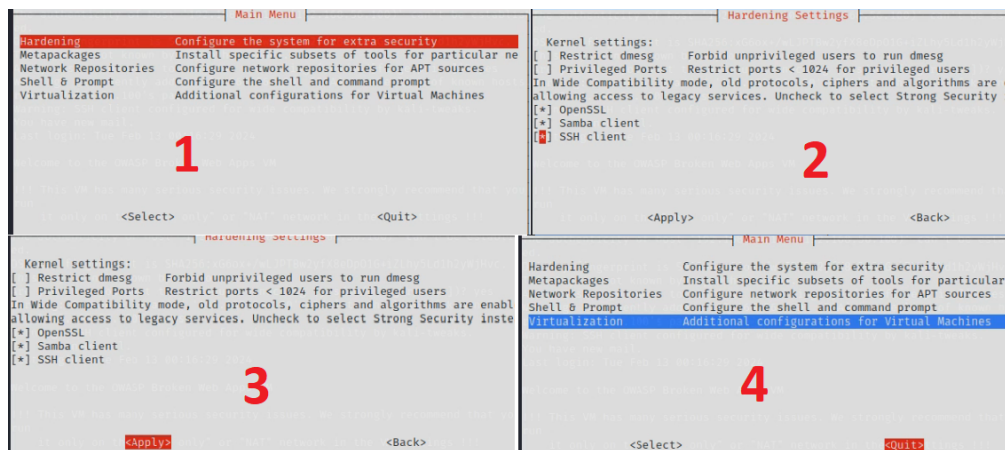 Main Menu
Hardening Configure the system for extra security
Metapackages Install specific subsets of tools for particular ne
Network Repositories Configure network repositories for APT sources
Shell & Prompt Configure the shell and command prompt
Virtualization Additional configurations for Virtual Machines
1
<Select> <Quit>
Hardening Settings
Kernel settings:
[ ] Restrict dmesg Forbid unprivileged users to run dmesg
[ ] Privileged Ports Restrict ports < 1024 for privileged users
In Wide Compatibility mode, old protocols, ciphers and algorithms are
allowing access to legacy services. Uncheck to select Strong Security
[*] OpenSSL
[*] Samba client
[*] SSH client
2
<Apply> <Back>
Hardening Settings
Kernel settings:
[ ] Restrict dmesg Forbid unprivileged users to run dmesg
[ ] Privileged Ports Restrict ports < 1024 for privileged users
In Wide Compatibility mode, old protocols, ciphers and algorithms are enabl
allowing access to legacy services. Uncheck to select Strong Security inste
[*] OpenSSL
[*] Samba client
[*] SSH client
3
<Apply> <Back>
Main Menu
Hardening Configure the system for extra security
Metapackages Install specific subsets of tools for particular
Network Repositories Configure network repositories for APT sources
Shell & Prompt Configure the shell and command prompt
Virtualization Additional configurations for Virtual Machines
4
<Select> <Quit>